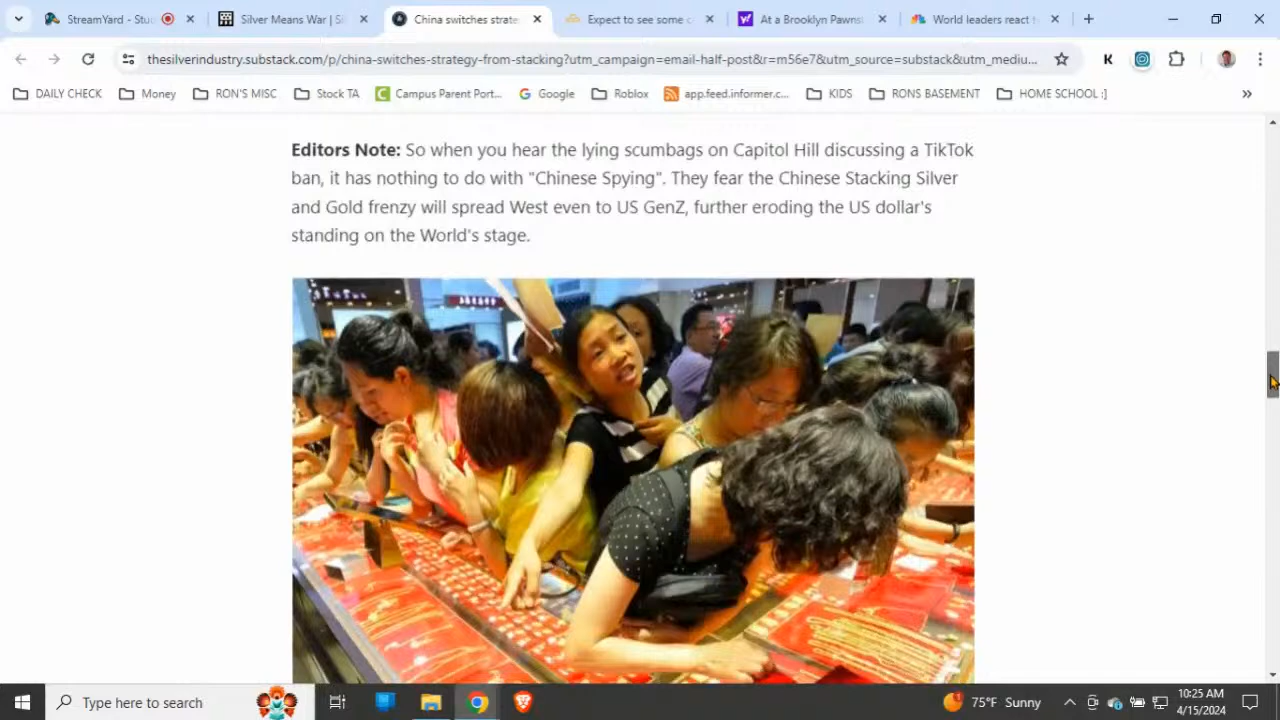 StreamYard - Stud
Silver Means War | Sil
China switches strate
Expect to see some c
At a Brooklyn Pawns
World leaders react t
thesilverindustry.substack.com/p/china-switches-strategy-from-stacking?utm_campaign=email-half-post&r=m56e7&utm_source=substack&utm_mediu...
DAILY CHECK
Money
RON'S MISC
Stock TA
Campus Parent Port...
Google
Roblox
app.feed.informer.c...
KIDS
RONS BASEMENT
HOME SCHOOL :]
Editors Note: So when you hear the lying scumbags on Capitol Hill discussing a TikTok
ban, it has nothing to do with "Chinese Spying". They fear the Chinese Stacking Silver
and Gold frenzy will spread West even to US GenZ, further eroding the US dollar's
standing on the World's stage.
Type here to search
75°F Sunny
10:25 AM
4/15/2024